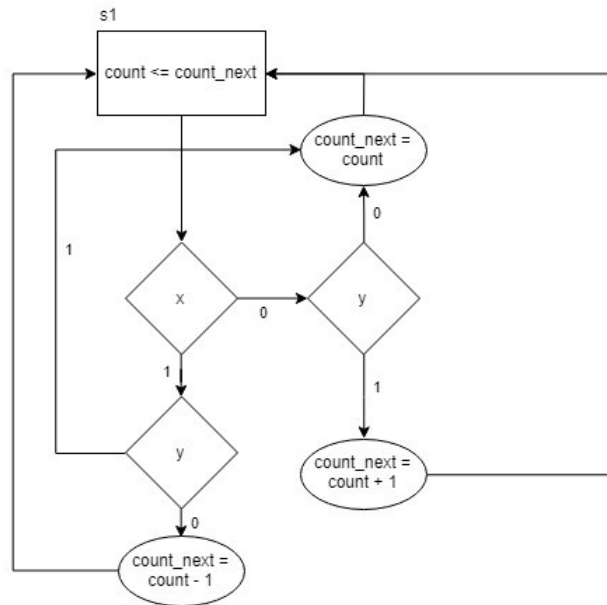 s1
count <= count_next
count_next =
count
0
1
x
0
y
1
1
y
count_next =
count + 1
0
count_next =
count - 1